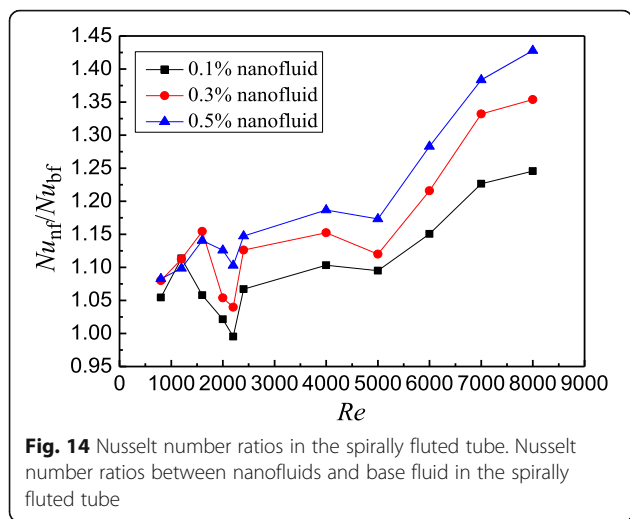 1.45
1.40
1.35
1.30
1.25
1.20
1.15
1.10
1.05
1.00
0.95
Nu_nf/Nu_bf
0.1% nanofluid
0.3% nanofluid
0.5% nanofluid
0 1000 2000 3000 4000 5000 6000 7000 8000 9000
Re
Fig. 14 Nusselt number ratios in the spirally fluted tube. Nusselt
number ratios between nanofluids and base fluid in the spirally
fluted tube